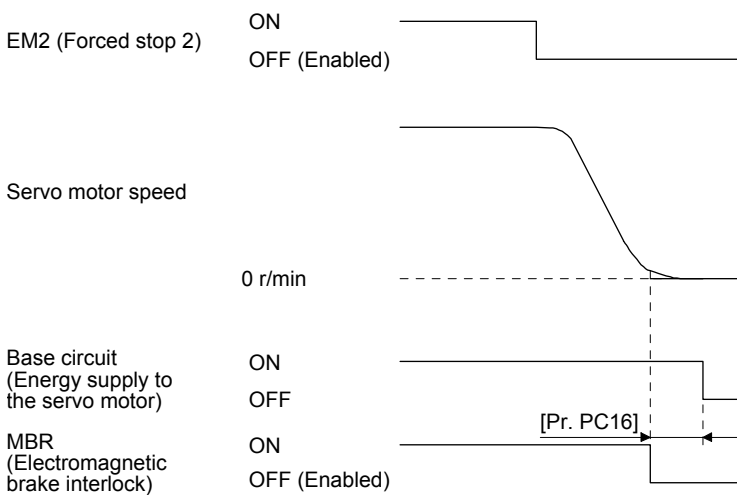 EM2 (Forced stop 2)
ON
OFF (Enabled)
Servo motor speed
0 r/min
Base circuit
(Energy supply to
the servo motor)
ON
OFF
[Pr. PC16]
MBR
(Electromagnetic
brake interlock)
ON
OFF (Enabled)